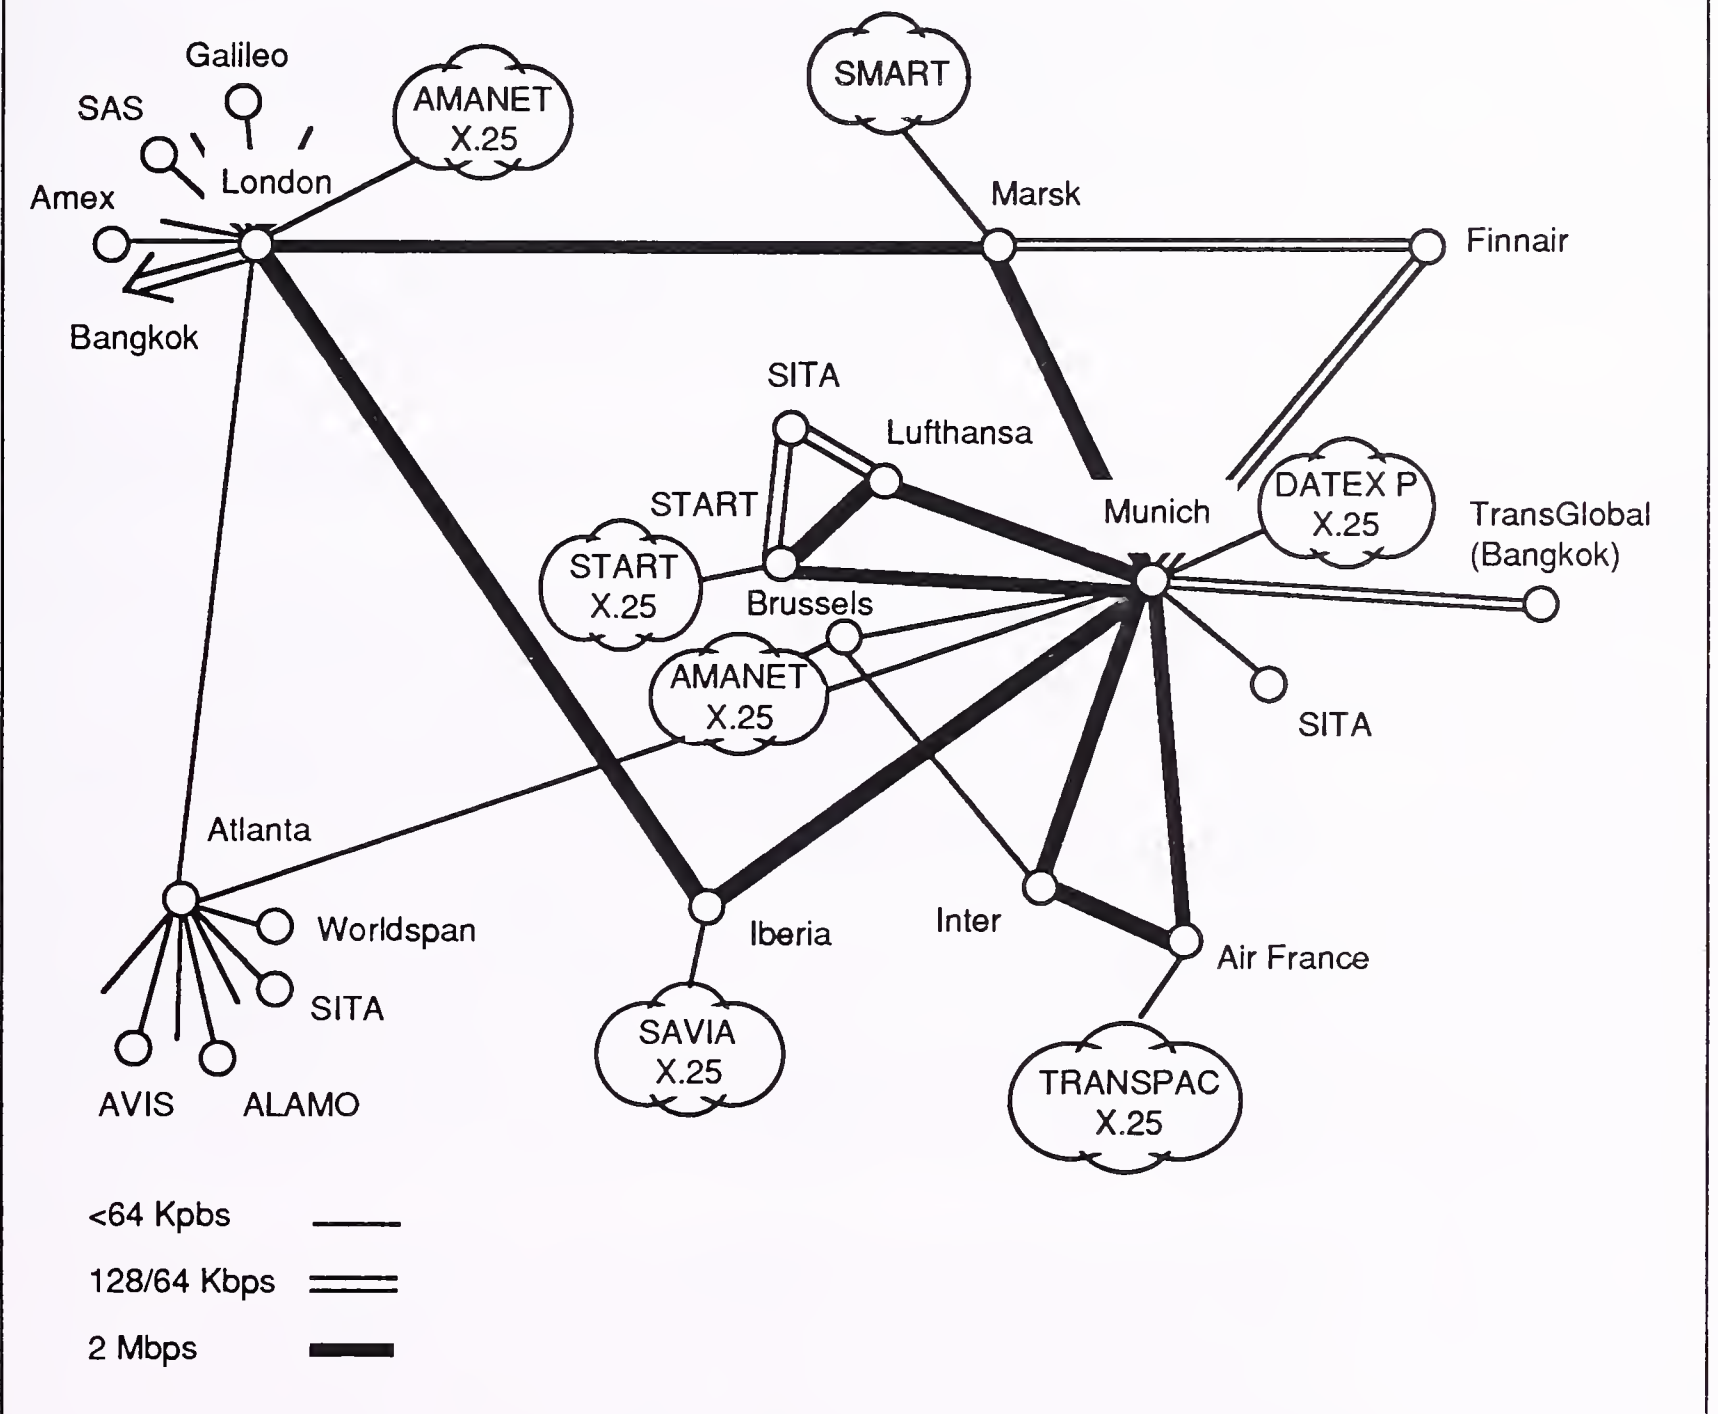 Galileo
SAS
AMANET
X.25
SMART
London
Amex
Marsk
Finnair
Bangkok
SITA
Lufthansa
START
Munich
DATEX P
X.25
TransGlobal
(Bangkok)
START
X.25
Brussels
AMANET
X.25
SITA
Atlanta
Worldspan
Iberia
Inter
Air France
SITA
SAVIA
X.25
TRANSPAC
X.25
AVIS
ALAMO
<64 Kpbs
128/64 Kbps
2 Mbps